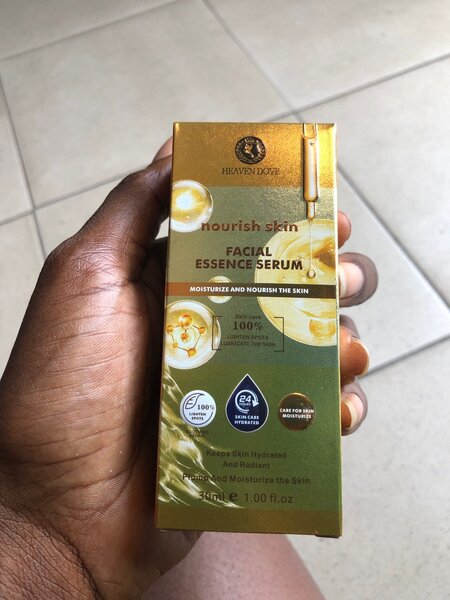 HEAVEN DOVE
nourish skin
FACIAL
ESSENCE SERUM
MOISTURIZE AND NOURISH THE SKIN
Skin care
100%
LIGHTEN SPOTS
LUBRICATE THE SKIN
100%
LIGHTEN
SPOTS
24
SKIN CARE
HYDRATED
CARE FOR SKIN
MOISTURIZE
Keeps Skin Hydrated
And Radiant
Plump And Moisturize the Skin
30ml e 1.00 fl.oz